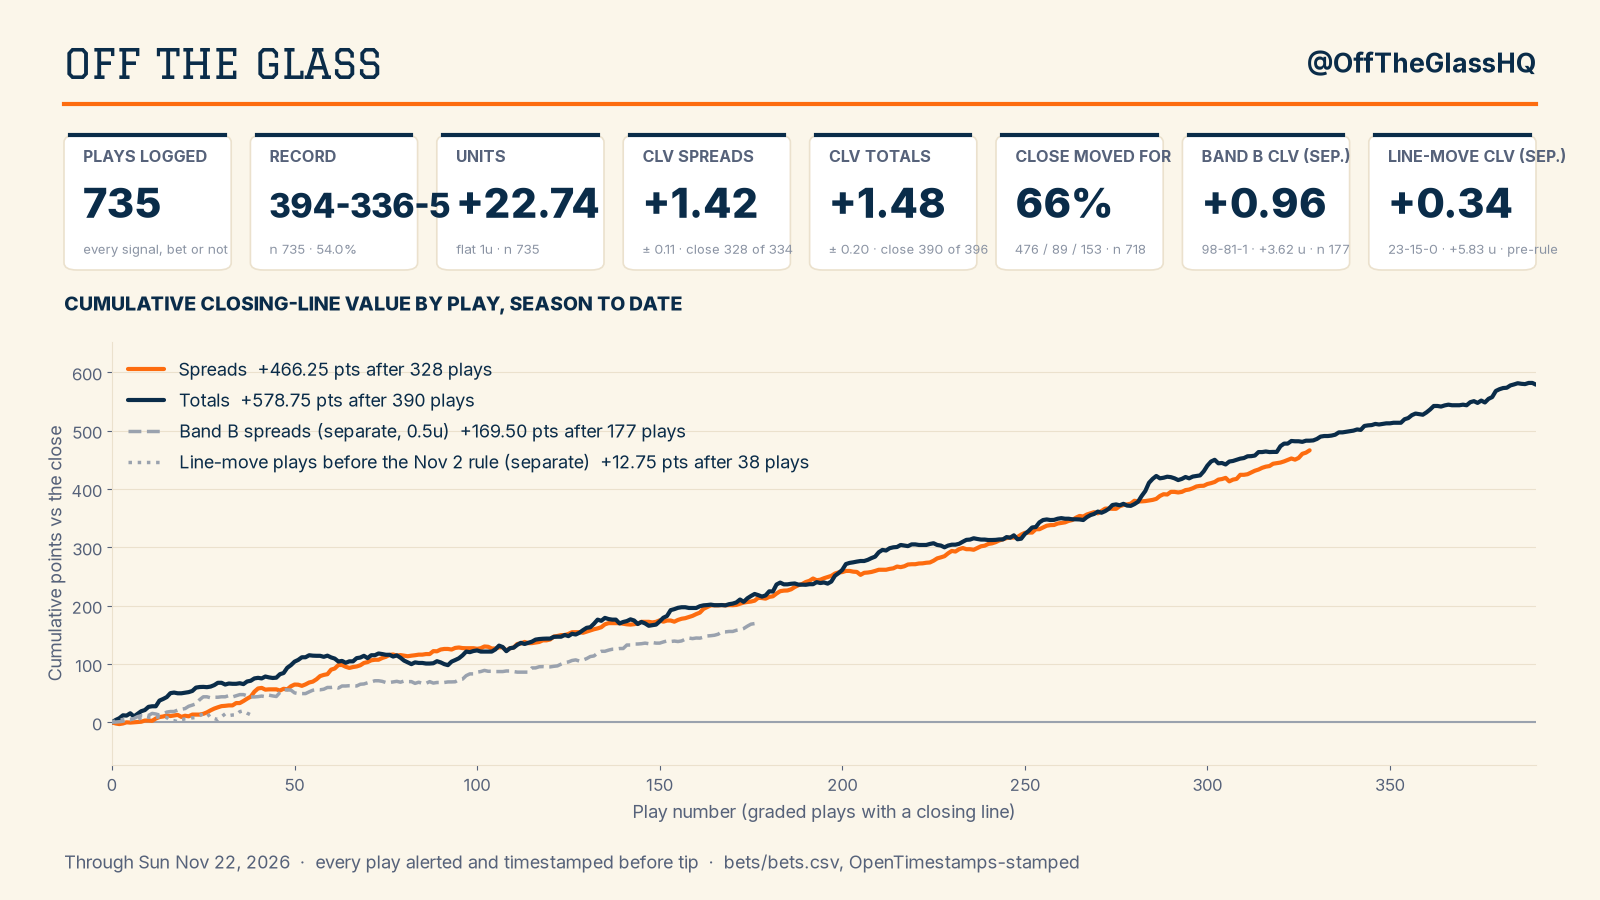 OFF THE GLASS
@OffTheGlassHQ
PLAYS LOGGED
735
every signal, bet or not
RECORD
394-336-5
n 735 · 54.0%
UNITS
+22.74
flat 1u · n 735
CLV SPREADS
+1.42
± 0.11 · close 328 of 334
CLV TOTALS
+1.48
± 0.20 · close 390 of 396
CLOSE MOVED FOR
66%
476 / 89 / 153 · n 718
BAND B CLV (SEP.)
+0.96
98-81-1 · +3.62 u · n 177
LINE-MOVE CLV (SEP.)
+0.34
23-15-0 · +5.83 u · pre-rule
CUMULATIVE CLOSING-LINE VALUE BY PLAY, SEASON TO DATE
Spreads +466.25 pts after 328 plays
Totals +578.75 pts after 390 plays
Band B spreads (separate, 0.5u) +169.50 pts after 177 plays
Line-move plays before the Nov 2 rule (separate) +12.75 pts after 38 plays
Cumulative points vs the close
600
500
400
300
200
100
0
0 50 100 150 200 250 300 350
Play number (graded plays with a closing line)
Through Sun Nov 22, 2026 · every play alerted and timestamped before tip · bets/bets.csv, OpenTimestamps-stamped